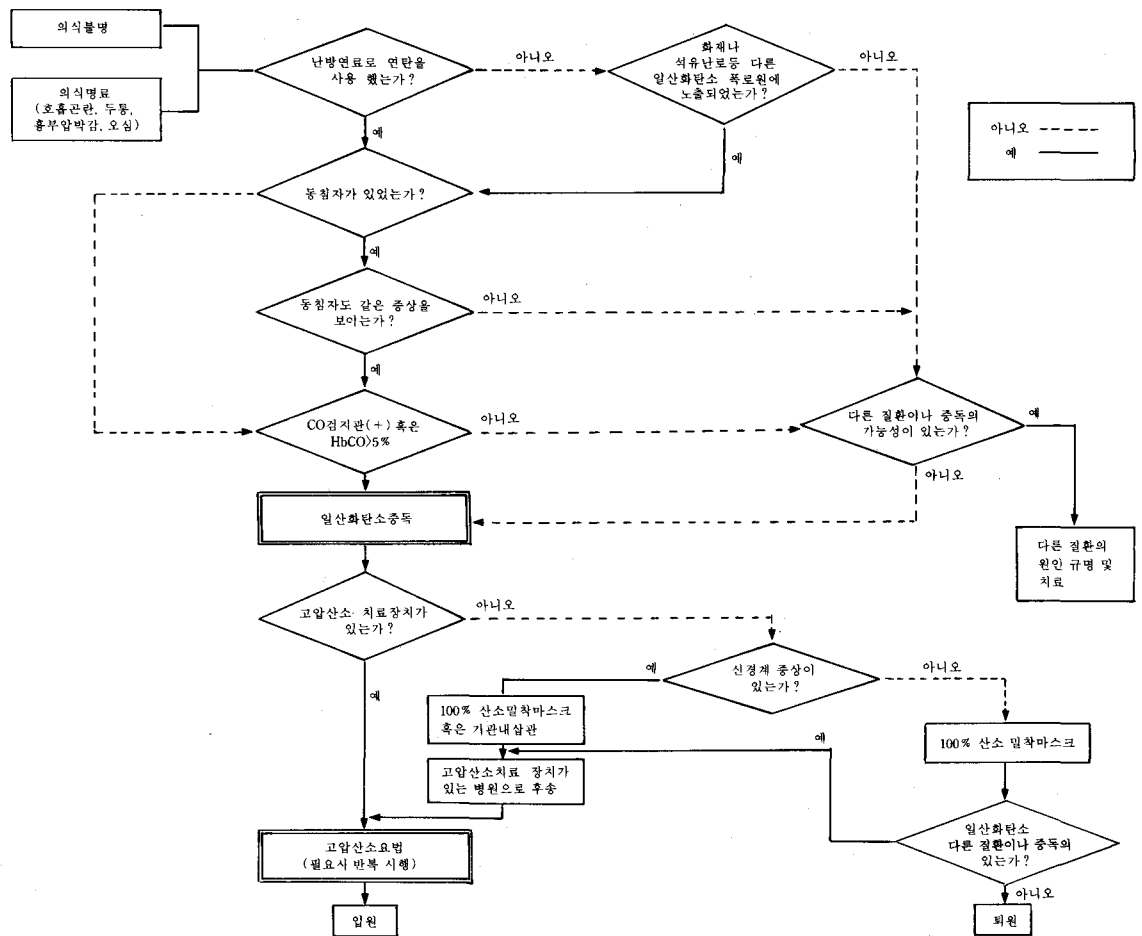 의식불명
의식명료
(호흡곤란, 두통,
흉부압박감, 오심)
난방연료로 연탄을
사용 했는가?
아니오
화재나
석유난로등 다른
일산화탄소 폭로원에
노출되었는가?
아니오
아니오
예
예
예
동침자가 있었는가?
예
동침자도 같은 증상을
보이는가?
아니오
예
CO검지관(+) 혹은
HbCO>5%
아니오
다른 질환이나 중독의
가능성이 있는가?
예
아니오
일산화탄소중독
다른 질환의
원인 규명 및
치료
고압산소 치료장치가
있는가?
아니오
예
신경계 증상이
있는가?
예
아니오
100% 산소밀착마스크
혹은 기관내삽관
예
100% 산소 밀착마스크
고압산소치료 장치가
있는 병원으로 후송
일산화탄소
다른 질환이나 중독의
있는가?
고압산소요법
(필요사 반복 시행)
아니오
입원
퇴원